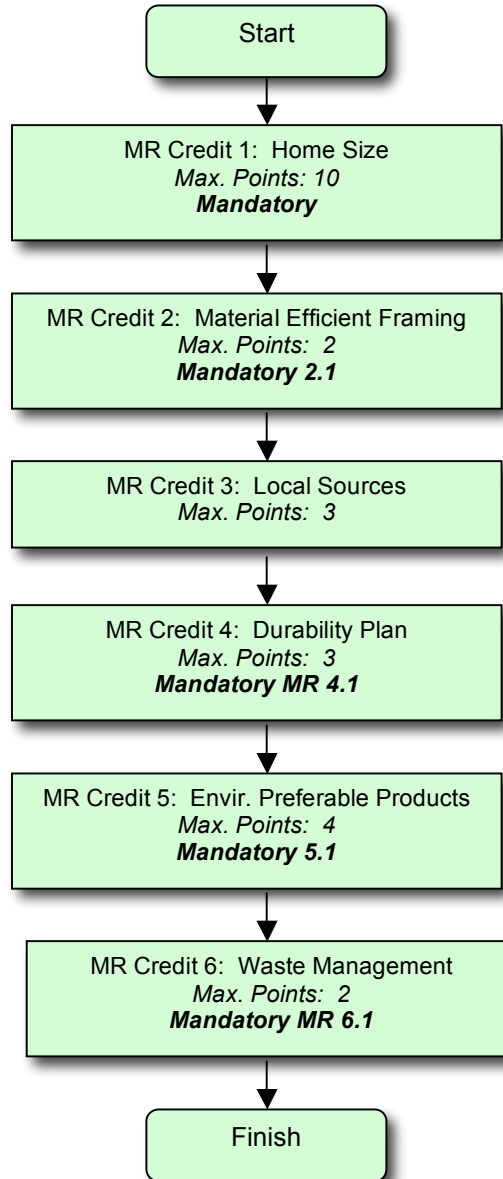 Start
MR Credit 1:  Home Size
Max. Points: 10
Mandatory
MR Credit 2:  Material Efficient Framing
Max. Points:  2
Mandatory 2.1
MR Credit 3:  Local Sources
Max. Points:  3
MR Credit 4:  Durability Plan
Max. Points:  3
Mandatory MR 4.1
MR Credit 5:  Envir. Preferable Products
Max. Points:  4
Mandatory 5.1
MR Credit 6:  Waste Management
Max. Points:  2
Mandatory MR 6.1
Finish